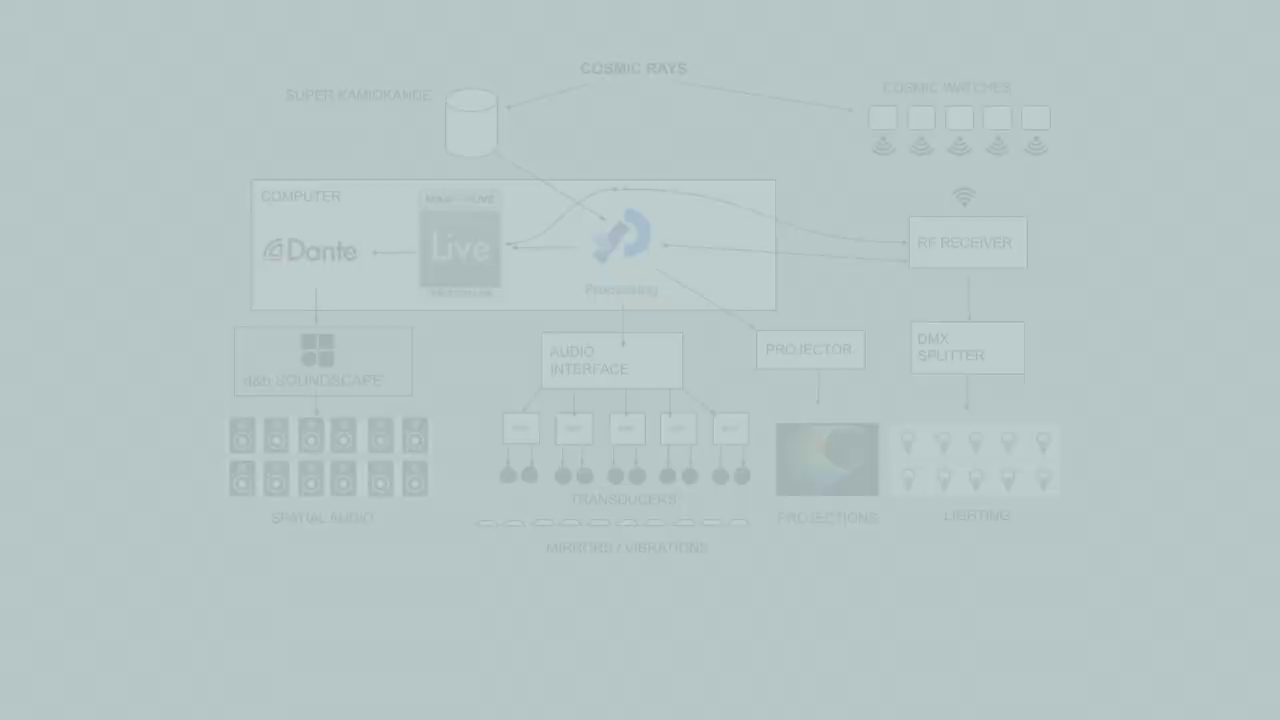 COSMIC RAYS
SUPER KAMIOKANDE
COSMIC WATCHES
COMPUTER
Dante
Live
Processing
RF RECEIVER
d&b SOUNDSCAPE
AUDIO
INTERFACE
PROJECTOR
DMX
SPLITTER
TRANSDUCERS
SPATIAL AUDIO
PROJECTIONS
LIGHTING
MIRRORS / VIBRATIONS